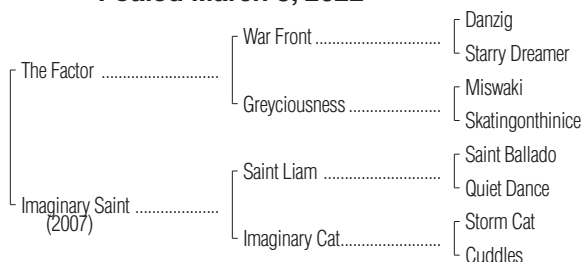 Foaled March 2022
Danzig
War Front
Starry Dreamer
The Factor
Miswaki
Greyciousness
Skatingonthinice
Saint Ballado
Saint Liam
Quiet Dance
Imaginary Saint
(2007)
Storm Cat
Imaginary Cat
Cuddles